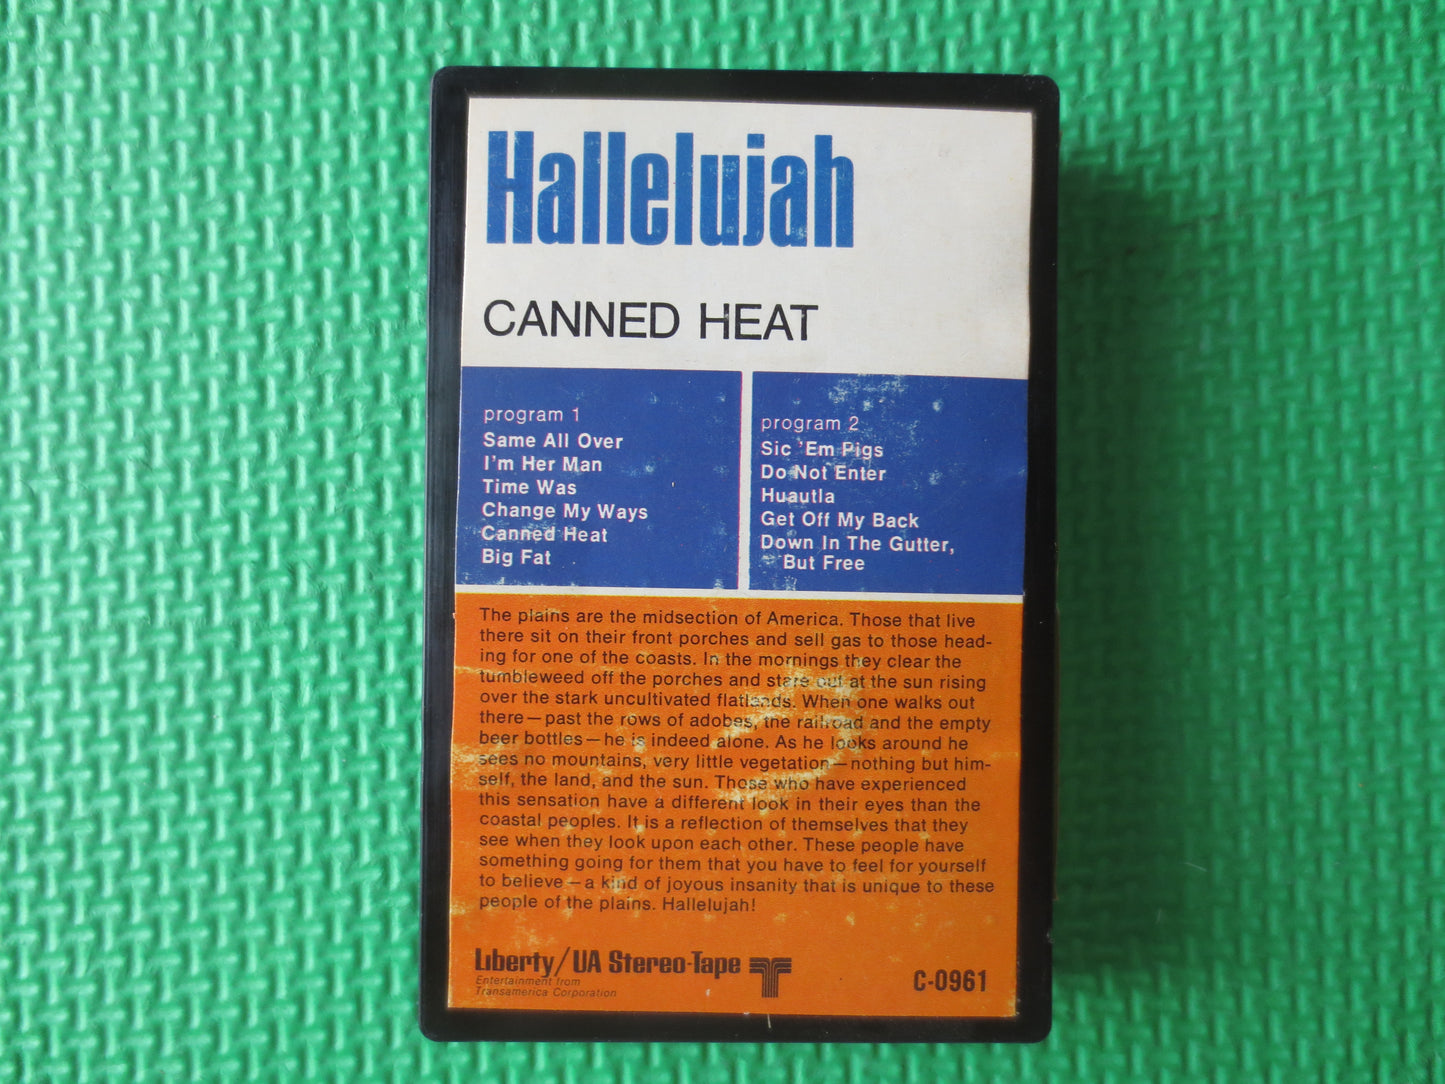 Hallelujah
CANNED HEAT
program 1
Same All Over
I'm Her Man
Time Was
Change My Ways
Canned Heat
Big Fat
program 2
Sic 'Em Pigs
Do Not Enter
Huautla
Get Off My Back
Down In The Gutter,
But Free
The plains are the midsection of America. Those that live
there sit on their front porches and sell gas to those head-
ing for one of the coasts. In the mornings they clear the
tumbleweed off the porches and stare out at the sun rising
over the stark uncultivated flatlands. When one walks out
there—past the rows of adobes, the railroad and the empty
beer bottles—he is indeed alone. As he looks around he
sees no mountains, very little vegetation—nothing but him-
self, the land, and the sun. Those who have experienced
this sensation have a different look in their eyes than the
coastal peoples. It is a reflection of themselves that they
see when they look upon each other. These people have
something going for them that you have to feel for yourself
to believe—a kind of joyous insanity that is unique to these
people of the plains. Hallelujah!
Liberty/UA Stereo-Tape
Entertainment from
Transamerica Corporation
C-0961